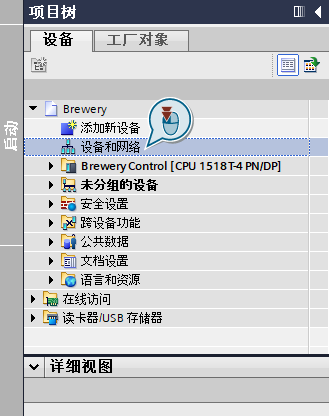 项目树
设备
工厂对象
启动
Brewery
添加新设备
设备和网络
Brewery Control [CPU 1518T-4 PN/DP]
未分组的设备
安全设置
跨设备功能
公共数据
文档设置
语言和资源
在线访问
读卡器/USB 存储器
详细视图